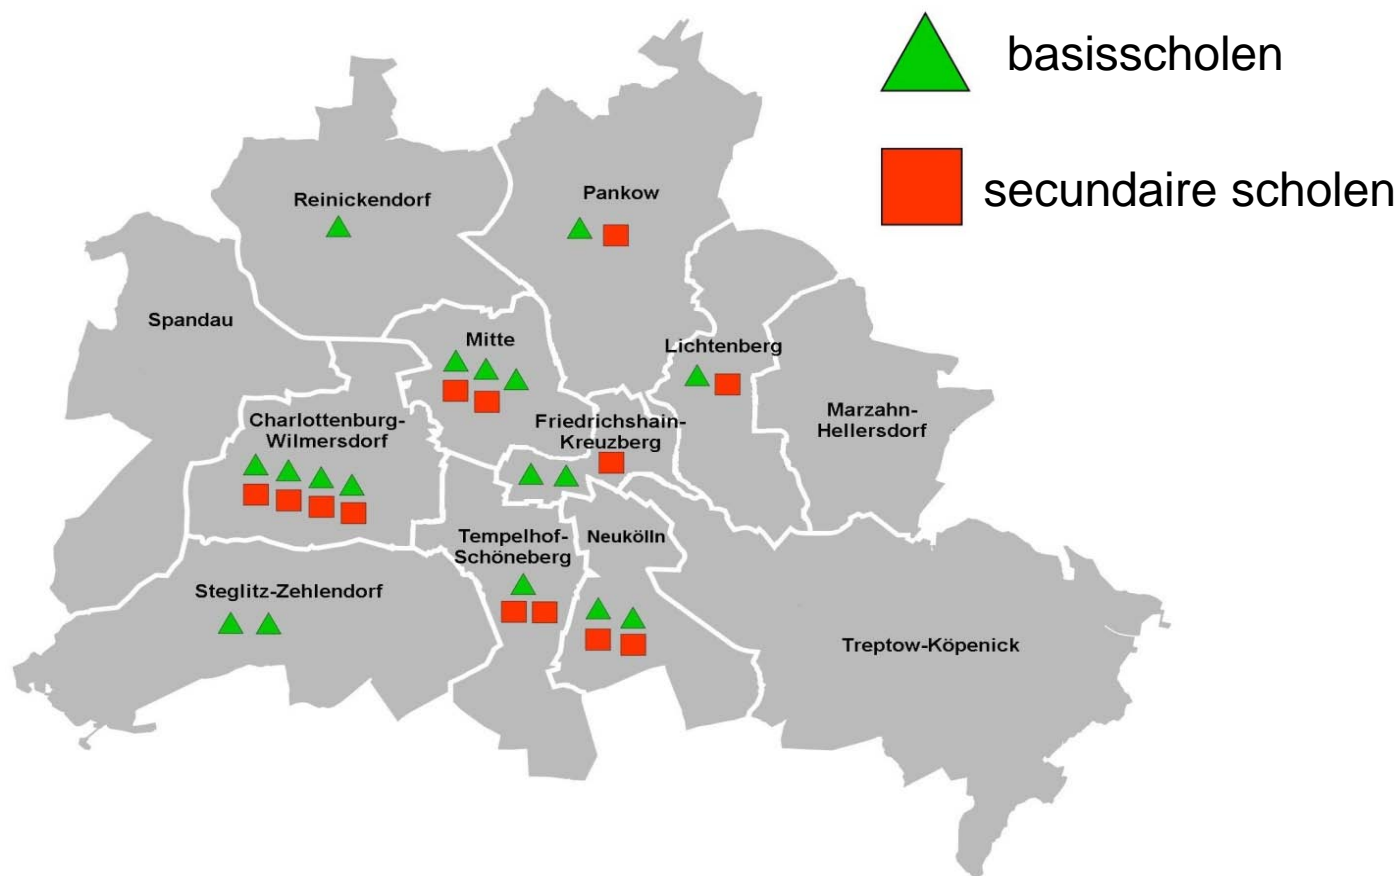 basisscholen
secundaire scholen
Reinickendorf
Pankow
Spandau
Mitte
Lichtenberg
Charlottenburg-
Wilmersdorf
Friedrichshain-
Kreuzberg
Marzahn-
Hellersdorf
Tempelhof-
Schöneberg
Neukölln
Steglitz-Zehlendorf
Treptow-Köpenick